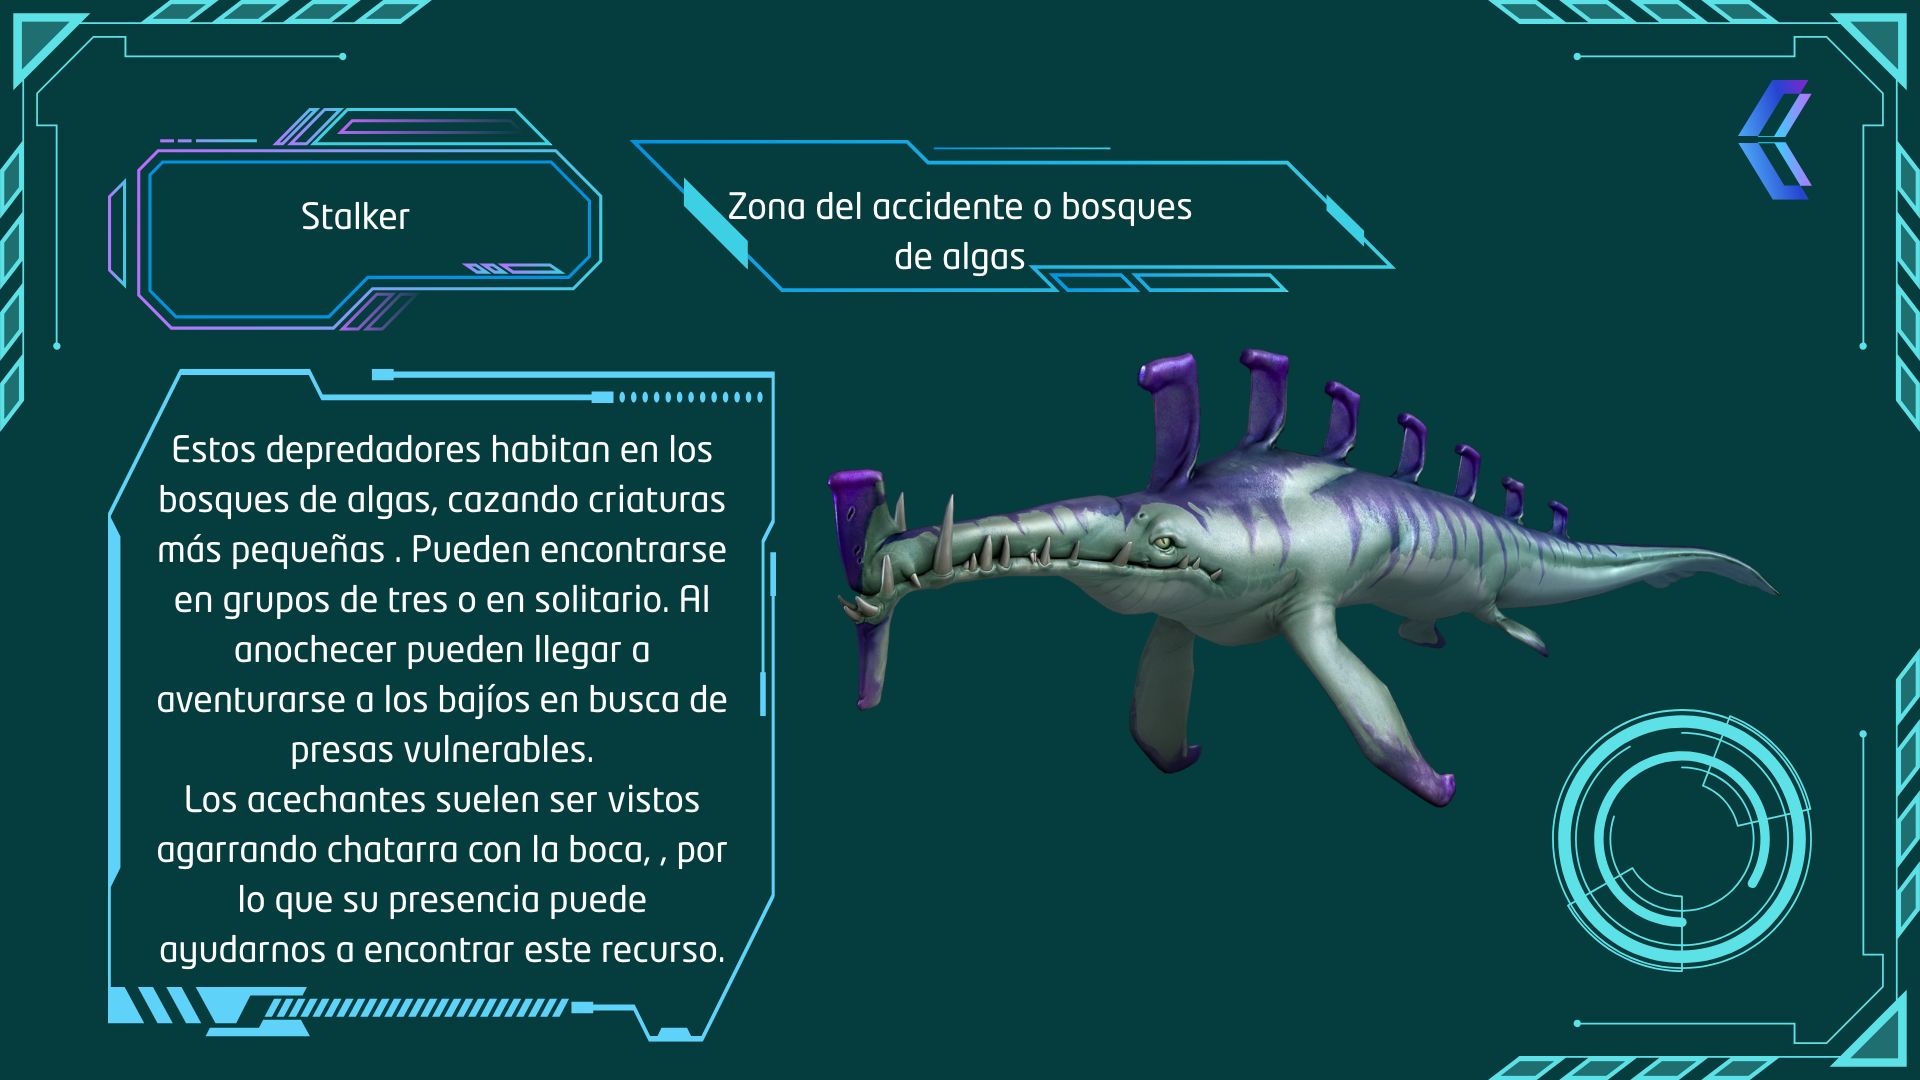 Stalker
Zona del accidente o bosques
de algas
Estos depredadores habitan en los
bosques de algas, cazando criaturas
más pequeñas . Pueden encontrarse
en grupos de tres o en solitario. Al
anochecer pueden llegar a
aventurarse a los bajíos en busca de
presas vulnerables.
Los acechantes suelen ser vistos
agarrando chatarra con la boca, , por
lo que su presencia puede
ayudarnos a encontrar este recurso.